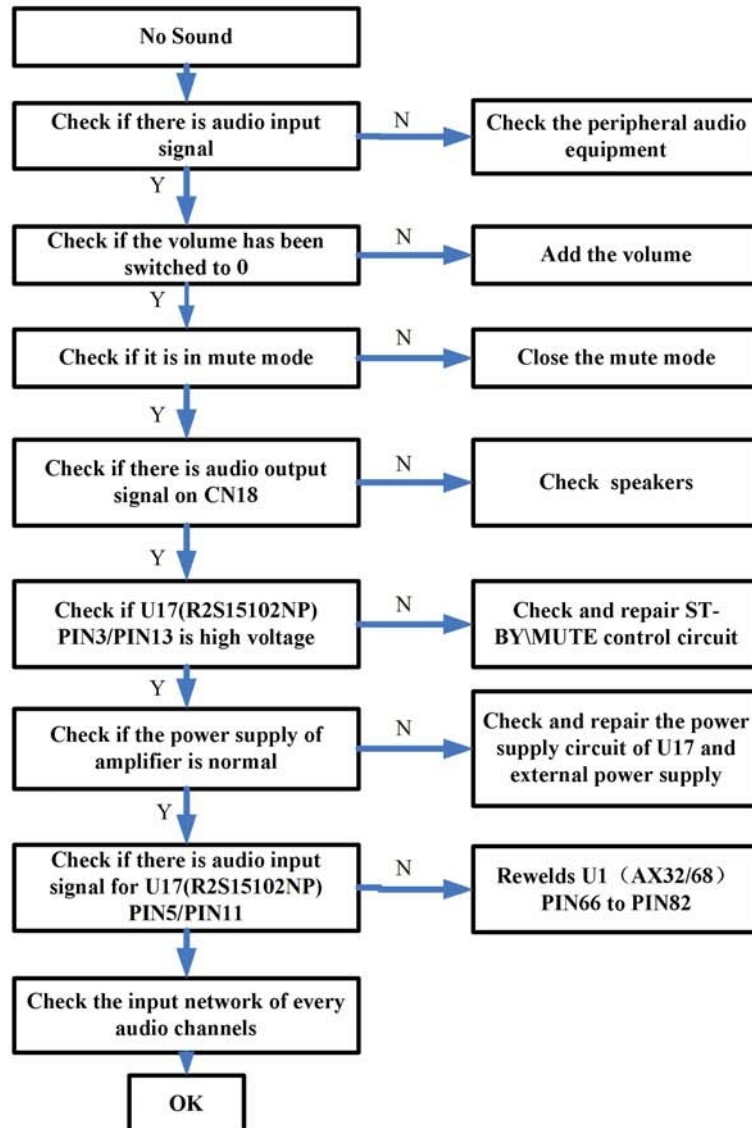 No Sound
Check if there is audio input
signal
N
Check the peripheral audio
equipment
Y
Check if the volume has been
switched to 0
N
Add the volume
Y
Check if it is in mute mode
N
Close the mute mode
Y
Check if there is audio output
signal on CN18
N
Check speakers
Y
Check if U17(R2S15102NP)
PIN3/PIN13 is high voltage
N
Check and repair ST-
BY\MUTE control circuit
Y
Check if the power supply of
amplifier is normal
N
Check and repair the power
supply circuit of U17 and
external power supply
Y
Check if there is audio input
signal for U17(R2S15102NP)
PIN5/PIN11
N
Rewelds U1（AX32/68）
PIN66 to PIN82
Check the input network of every
audio channels
OK